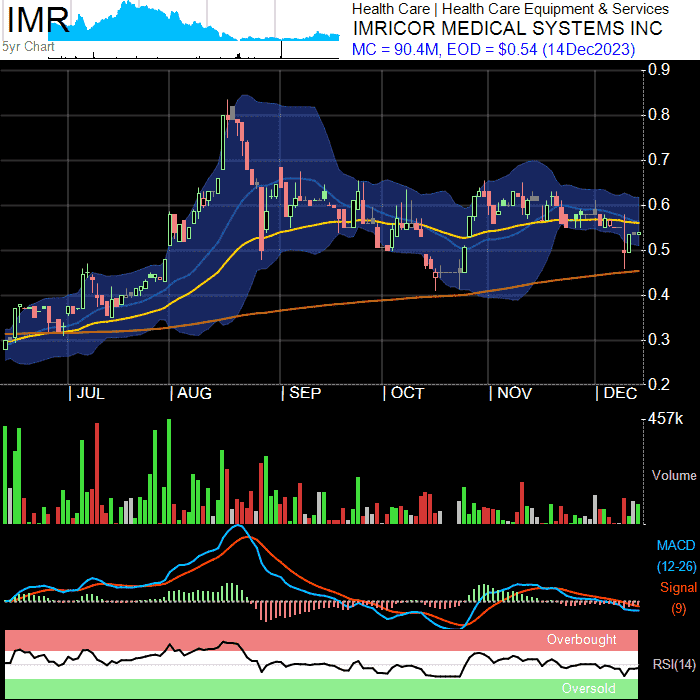 IMR
5yr Chart
Health Care | Health Care Equipment & Services
IMRICOR MEDICAL SYSTEMS INC
MC = 90.4M, EOD = $0.54 (14Dec2023)
0.9
0.8
0.7
0.6
0.5
0.4
0.3
0.2
| JUL | AUG | SEP | OCT | NOV | DEC
457k
Volume
MACD
(12-26)
Signal
(9)
Overbought
RSI(14)
Oversold